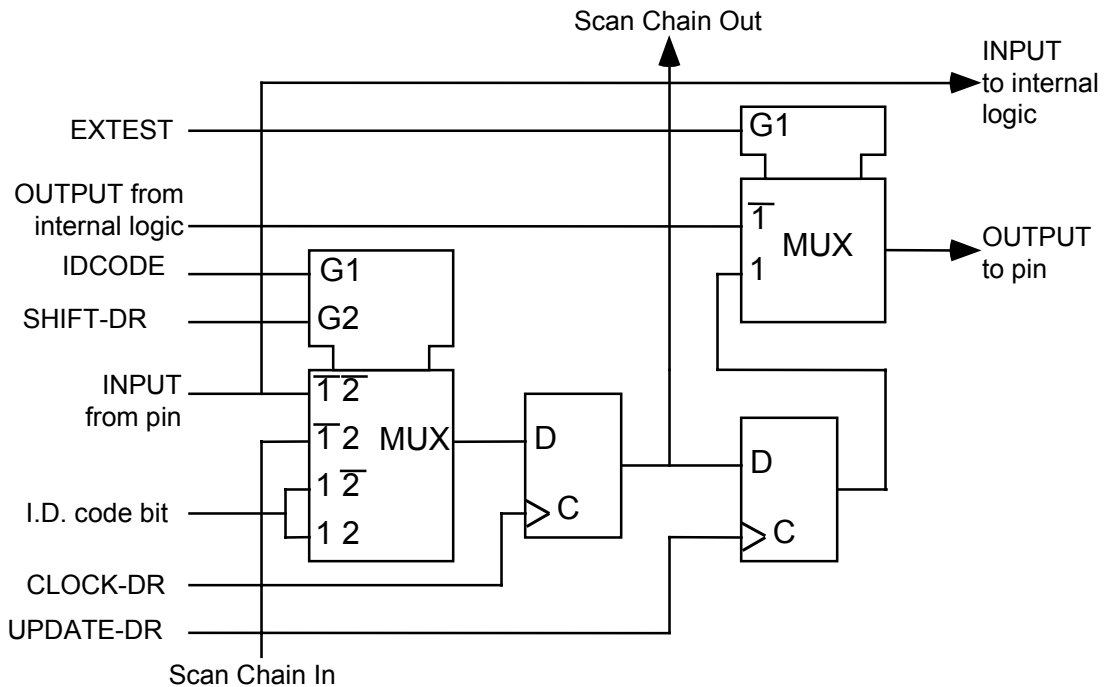 Scan Chain Out
INPUT
to internal
logic
EXTEST
G1
OUTPUT from
internal logic
1
MUX
1
OUTPUT
to pin
IDCODE
G1
SHIFT-DR
G2
INPUT
from pin
1̅ 2̅
1̅ 2
MUX
D
1 2̅
I.D. code bit
1 2
C
D
C
CLOCK-DR
UPDATE-DR
Scan Chain In